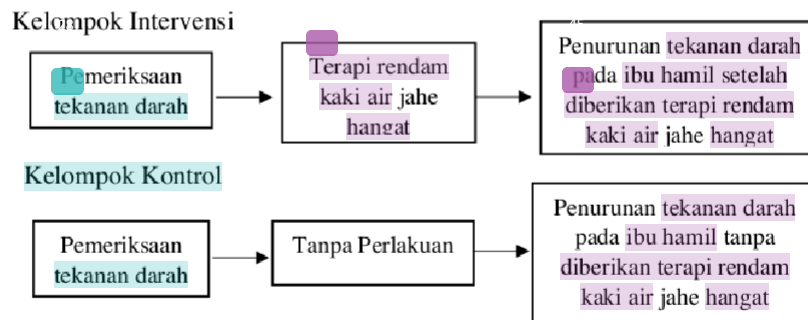 Kelompok Intervensi
Pemeriksaan
tekanan darah
Terapi rendam
kaki air jahe
hangat
Penurunan tekanan darah
pada ibu hamil setelah
diberikan terapi rendam
kaki air jahe hangat
Kelompok Kontrol
Pemeriksaan
tekanan darah
Tanpa Perlakuan
Penurunan tekanan darah
pada ibu hamil tanpa
diberikan terapi rendam
kaki air jahe hangat